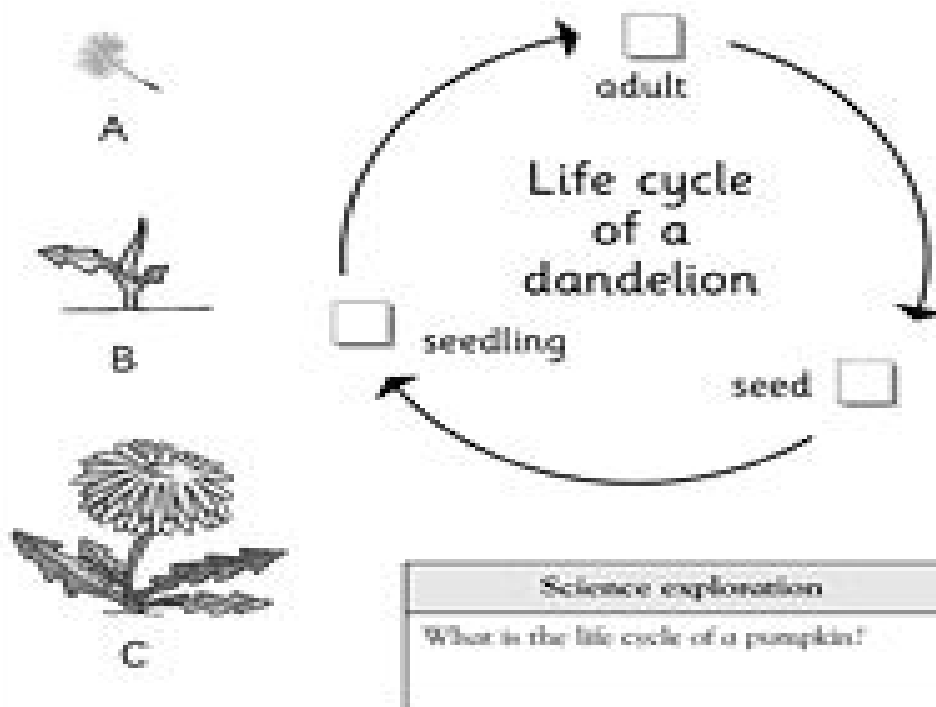 A
B
C
adult
Life cycle
of a
dandelion
seedling
seed
Science exploration
What is the life cycle of a pumpkin?